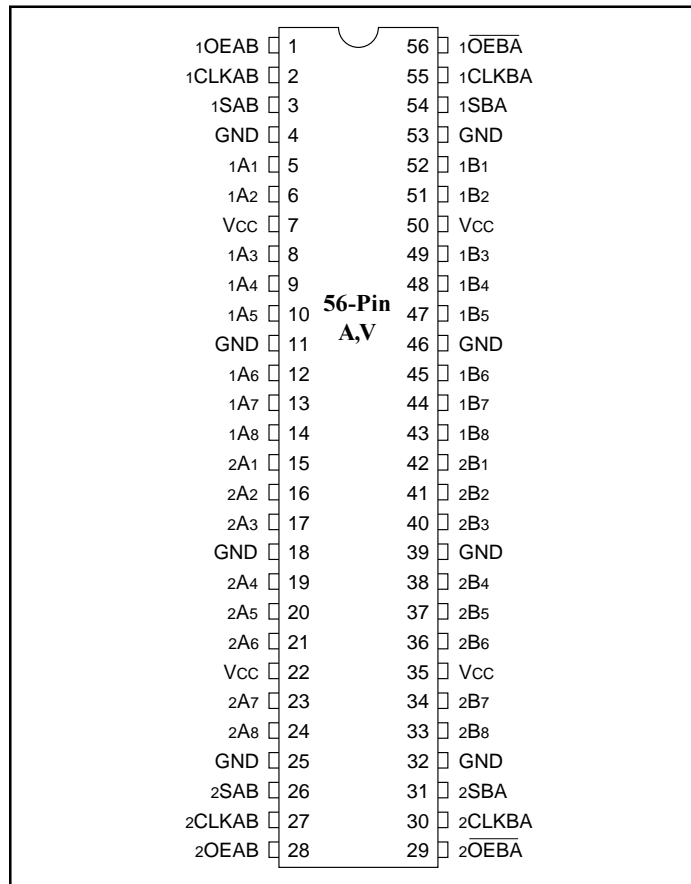 1OEAB 1 56 1O̅E̅B̅A̅
1CLKAB 2 55 1CLKBA
1SAB 3 54 1SBA
GND 4 53 GND
1A1 5 52 1B1
1A2 6 51 1B2
VCC 7 50 VCC
1A3 8 49 1B3
1A4 9 48 1B4
1A5 10 47 1B5
56-Pin
A,V
GND 11 46 GND
1A6 12 45 1B6
1A7 13 44 1B7
1A8 14 43 1B8
2A1 15 42 2B1
2A2 16 41 2B2
2A3 17 40 2B3
GND 18 39 GND
2A4 19 38 2B4
2A5 20 37 2B5
2A6 21 36 2B6
VCC 22 35 VCC
2A7 23 34 2B7
2A8 24 33 2B8
GND 25 32 GND
2SAB 26 31 2SBA
2CLKAB 27 30 2CLKBA
2OEAB 28 29 2O̅E̅B̅A̅